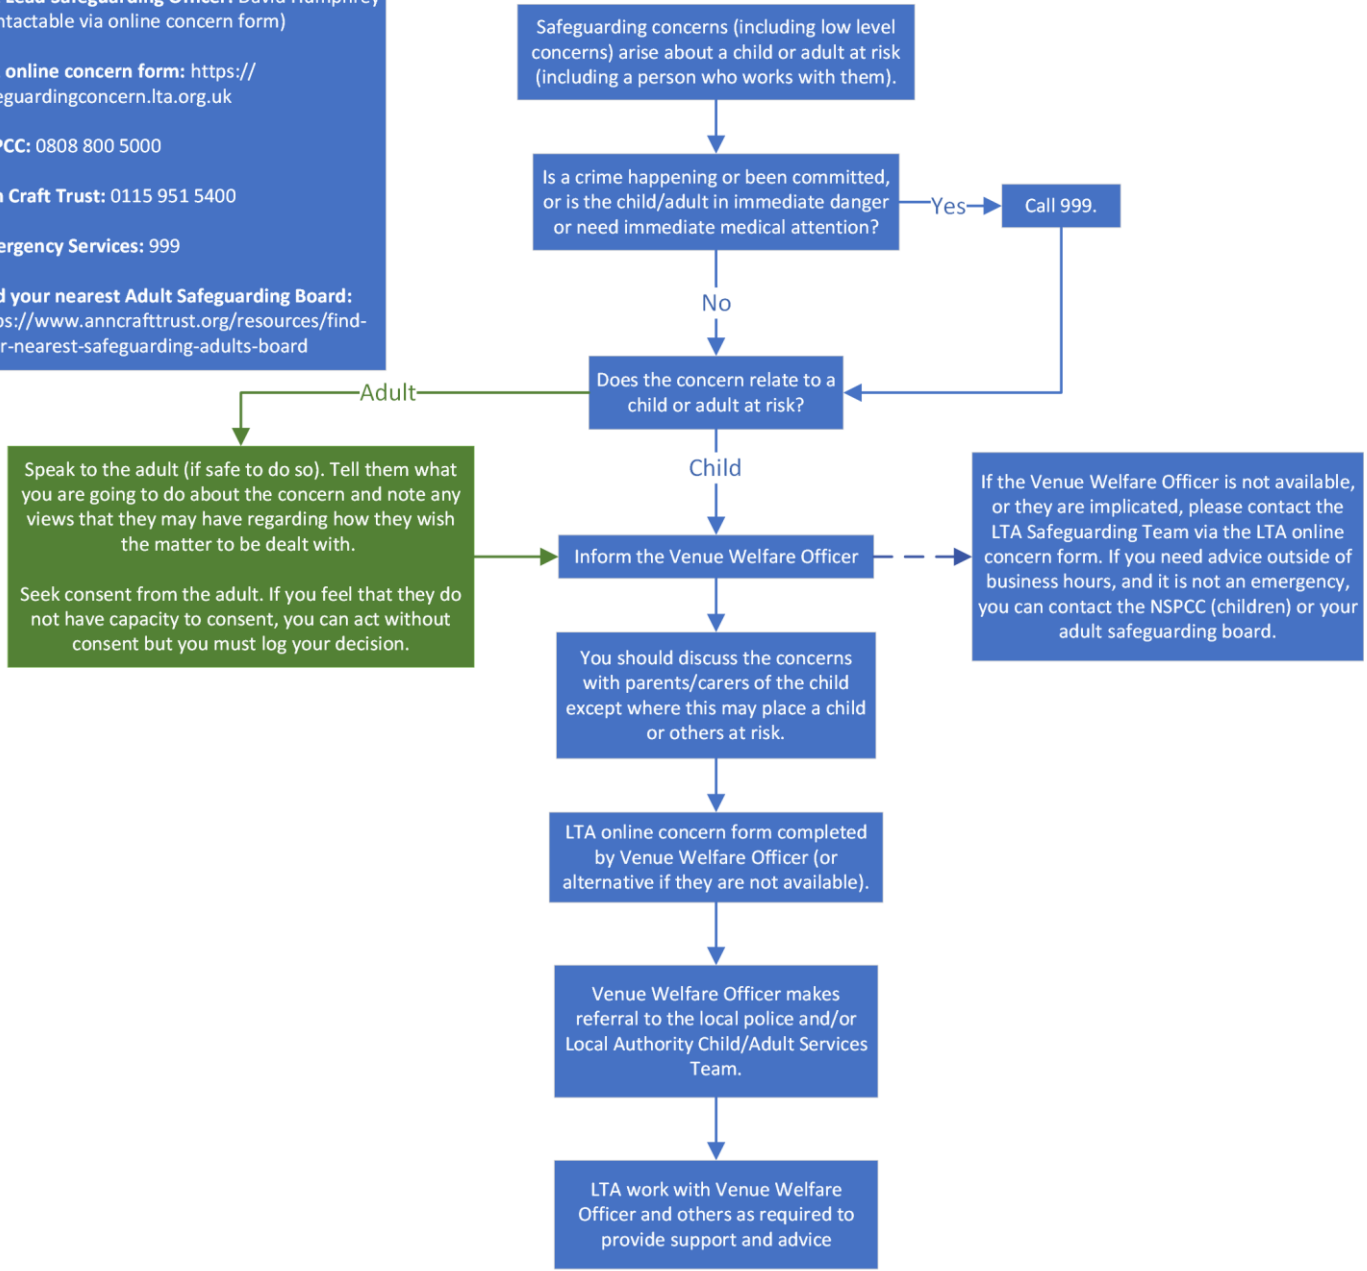 Lead Safeguarding Officer: David Humphrey
ntactable via online concern form)
online concern form: https://
eguardingconcern.lta.org.uk
PCC: 0808 800 5000
n Craft Trust: 0115 951 5400
ergency Services: 999
d your nearest Adult Safeguarding Board:
ps://www.anncrafttrust.org/resources/find-
r-nearest-safeguarding-adults-board
Safeguarding concerns (including low level
concerns) arise about a child or adult at risk
(including a person who works with them).
Is a crime happening or been committed,
or is the child/adult in immediate danger
or need immediate medical attention?
Yes
Call 999.
No
Does the concern relate to a
child or adult at risk?
Adult
Child
Speak to the adult (if safe to do so). Tell them what
you are going to do about the concern and note any
views that they may have regarding how they wish
the matter to be dealt with.
Seek consent from the adult. If you feel that they do
not have capacity to consent, you can act without
consent but you must log your decision.
Inform the Venue Welfare Officer
If the Venue Welfare Officer is not available,
or they are implicated, please contact the
LTA Safeguarding Team via the LTA online
concern form. If you need advice outside of
business hours, and it is not an emergency,
you can contact the NSPCC (children) or your
adult safeguarding board.
You should discuss the concerns
with parents/carers of the child
except where this may place a child
or others at risk.
LTA online concern form completed
by Venue Welfare Officer (or
alternative if they are not available).
Venue Welfare Officer makes
referral to the local police and/or
Local Authority Child/Adult Services
Team.
LTA work with Venue Welfare
Officer and others as required to
provide support and advice